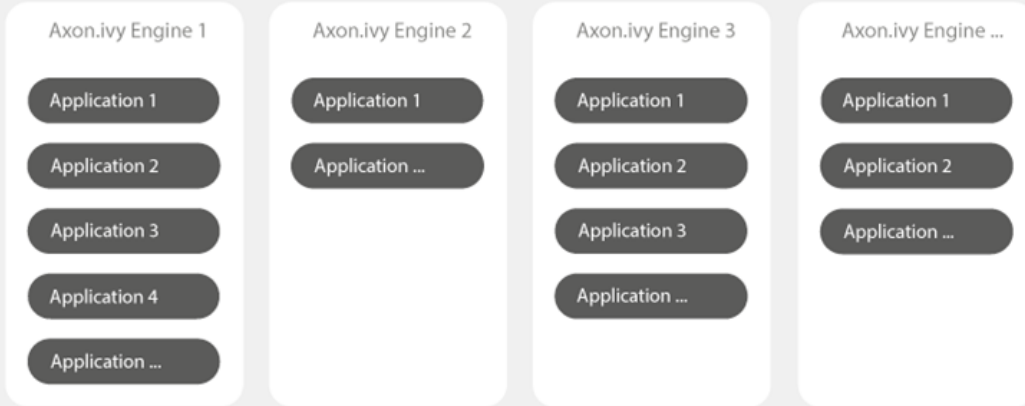 Axon.ivy Engine 1
Application 1
Application 2
Application 3
Application 4
Application ...
Axon.ivy Engine 2
Application 1
Application ...
Axon.ivy Engine 3
Application 1
Application 2
Application 3
Application ...
Axon.ivy Engine ...
Application 1
Application 2
Application ...